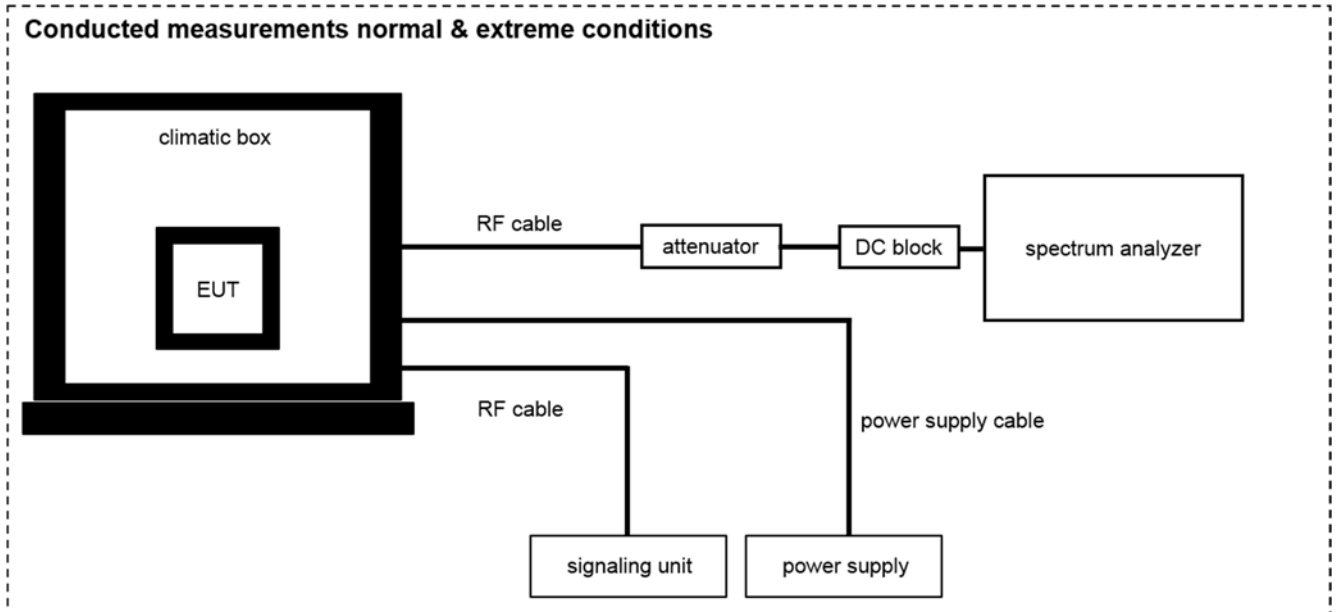 Conducted measurements normal & extreme conditions
climatic box
RF cable
attenuator
DC block
spectrum analyzer
EUT
RF cable
power supply cable
signaling unit
power supply